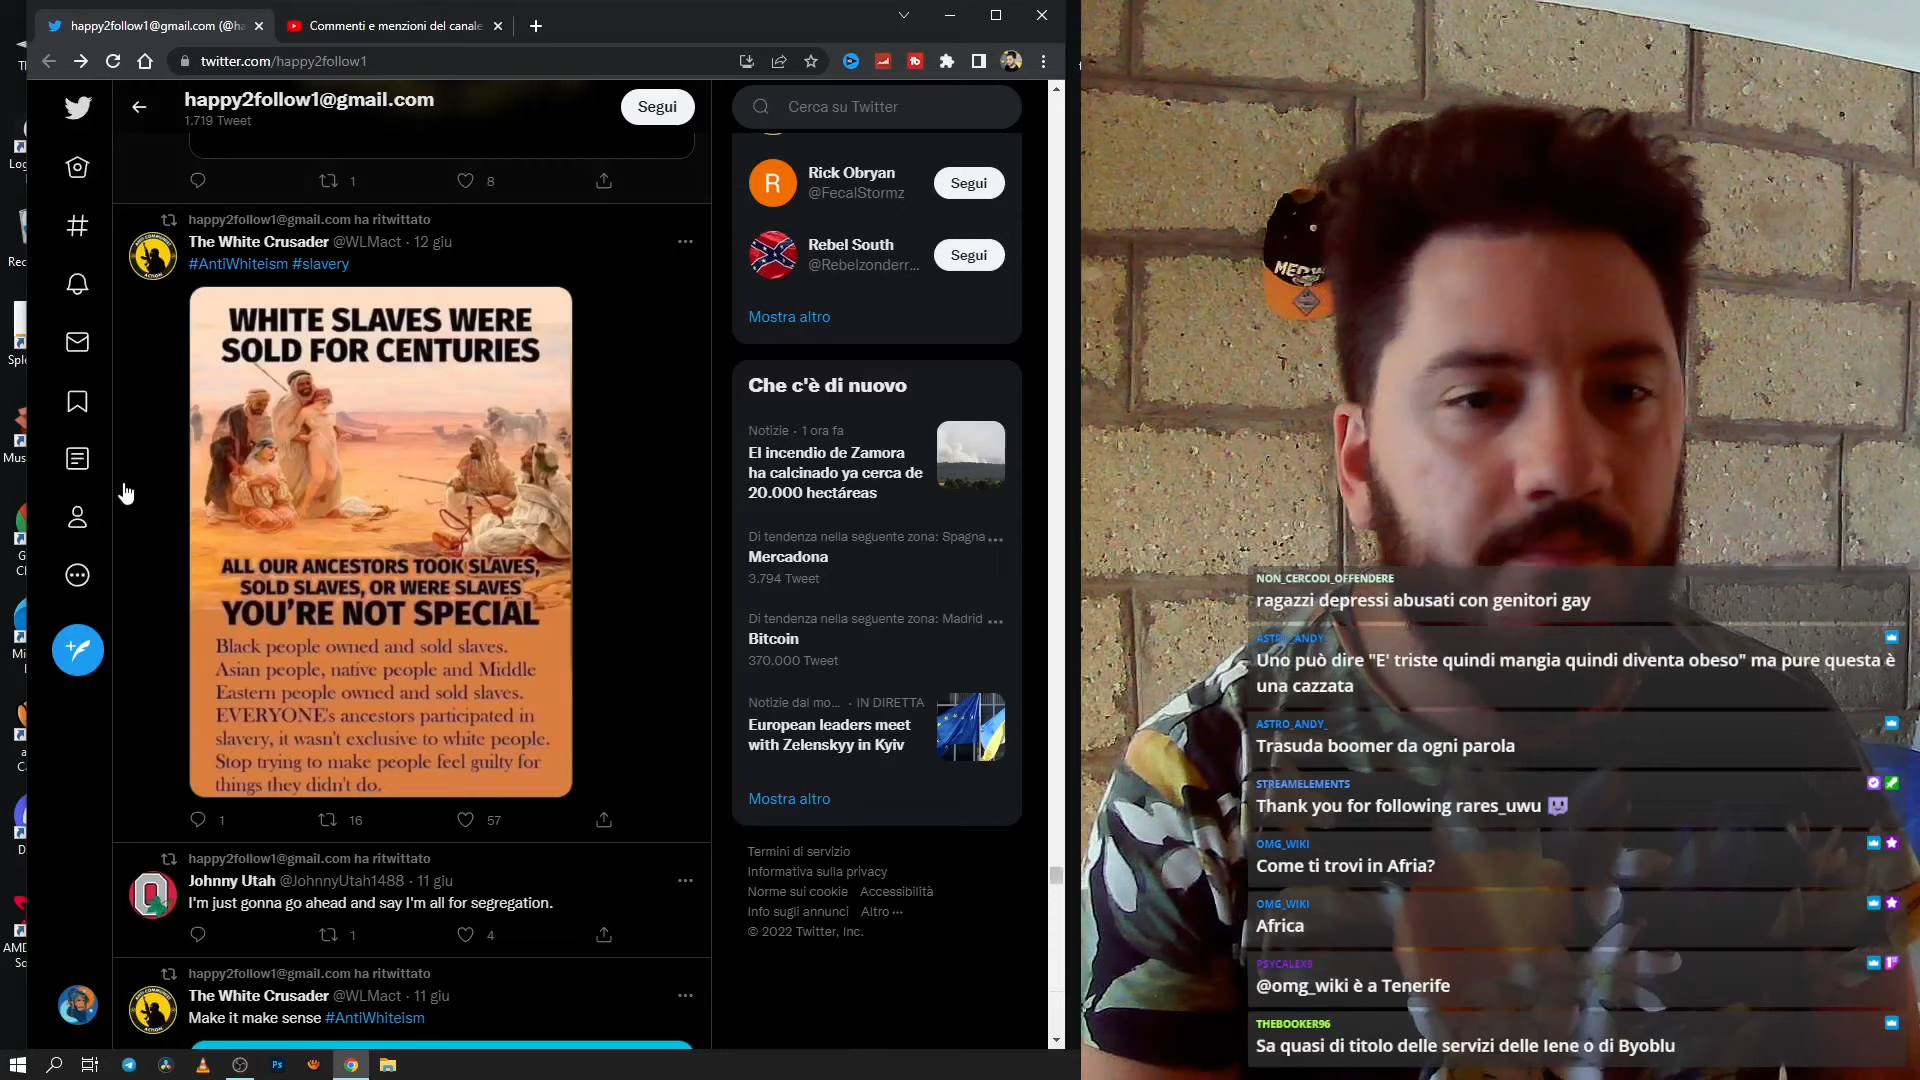 happy2follow1@gmail.com (@ha
Commenti e menzioni del canale
twitter.com/happy2follow1
happy2follow1@gmail.com
1.719 Tweet
Segui
1
8
happy2follow1@gmail.com ha ritwittato
The White Crusader @WLMact · 12 giu
#AntiWhiteism #slavery
WHITE SLAVES WERE
SOLD FOR CENTURIES
ALL OUR ANCESTORS TOOK SLAVES,
SOLD SLAVES, OR WERE SLAVES
YOU'RE NOT SPECIAL
Black people owned and sold slaves.
Asian people, native people and Middle
Eastern people owned and sold slaves.
EVERYONE's ancestors participated in
slavery, it wasn't exclusive to white people.
Stop trying to make people feel guilty for
things they didn't do.
1
16
57
happy2follow1@gmail.com ha ritwittato
Johnny Utah @JohnnyUtah1488 · 11 giu
I'm just gonna go ahead and say I'm all for segregation.
1
4
happy2follow1@gmail.com ha ritwittato
The White Crusader @WLMact · 11 giu
Make it make sense #AntiWhiteism
Cerca su Twitter
R
Rick Obryan
@FecalStormz
Segui
Rebel South
@Rebelzonderr...
Segui
Mostra altro
Che c'è di nuovo
Notizie · 1 ora fa
El incendio de Zamora
ha calcinado ya cerca de
20.000 hectáreas
Di tendenza nella seguente zona: Spagna
Mercadona
3.794 Tweet
Di tendenza nella seguente zona: Madrid
Bitcoin
370.000 Tweet
Notizie dal mo... · IN DIRETTA
European leaders meet
with Zelenskyy in Kyiv
Mostra altro
Termini di servizio
Informativa sulla privacy
Norme sui cookie Accessibilità
Info sugli annunci Altro ···
© 2022 Twitter, Inc.
NON_CERCODI_OFFENDERE
ragazzi depressi abusati con genitori gay
ASTRO_ANDY_
Uno può dire "E' triste quindi mangia quindi diventa obeso" ma pure questa è
una cazzata
ASTRO_ANDY_
Trasuda boomer da ogni parola
STREAMELEMENTS
Thank you for following rares_uwu
OMG_WIKI
Come ti trovi in Afria?
OMG_WIKI
Africa
PSYCALEX9
@omg_wiki è a Tenerife
THEBOOKER96
Sa quasi di titolo delle servizi delle Iene o di Byoblu